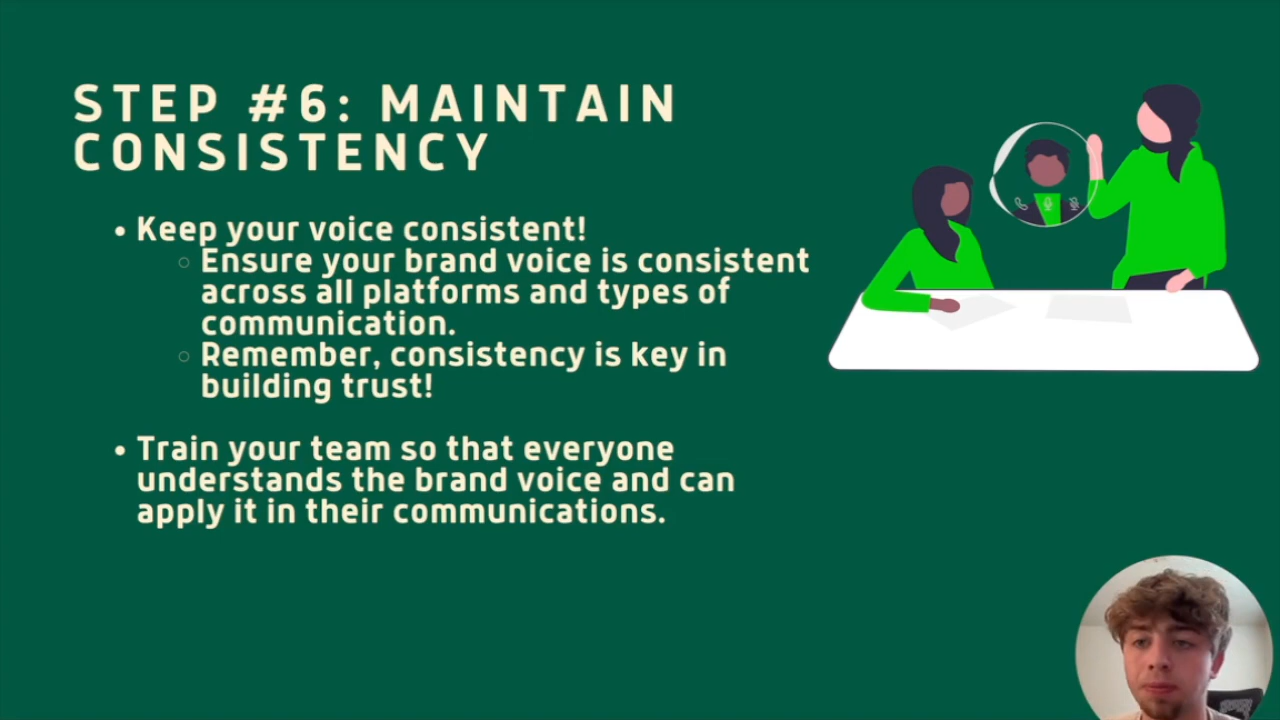 STEP #6: MAINTAIN
CONSISTENCY
• Keep your voice consistent!
○ Ensure your brand voice is consistent
across all platforms and types of
communication.
○ Remember, consistency is key in
building trust!
• Train your team so that everyone
understands the brand voice and can
apply it in their communications.